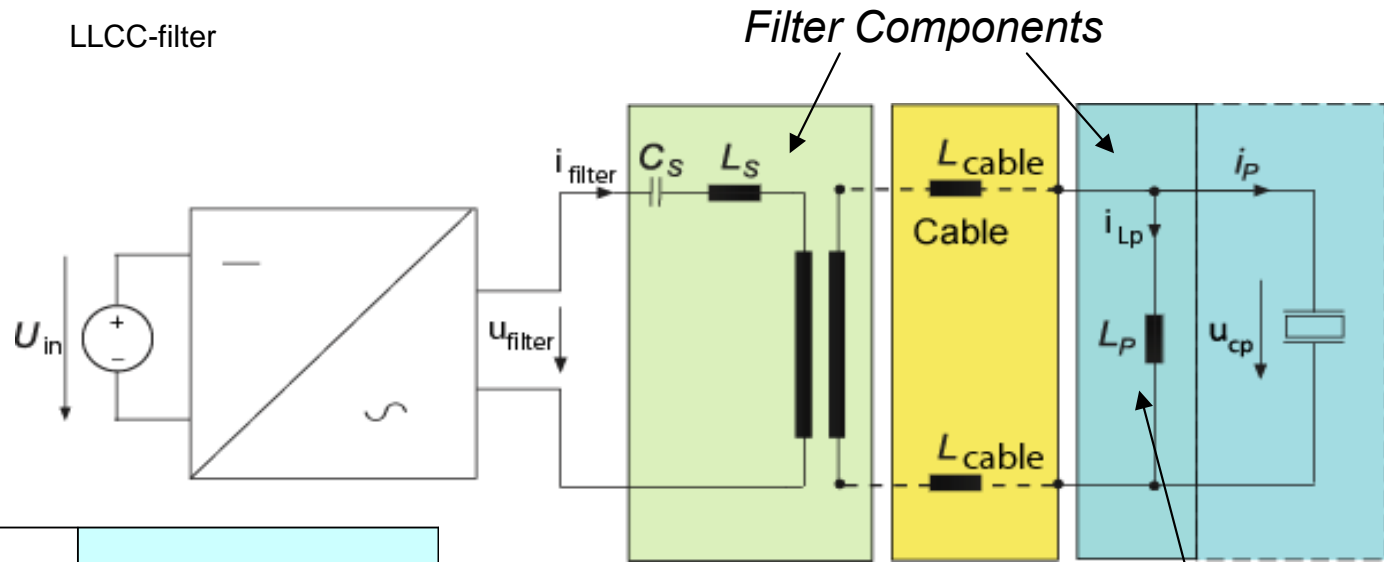 LLCC-filter
Filter Components
i filter
C S
L S
L cable
Cable
i P
i Lp
U in
+
–
u filter
L P
u cp
L cable